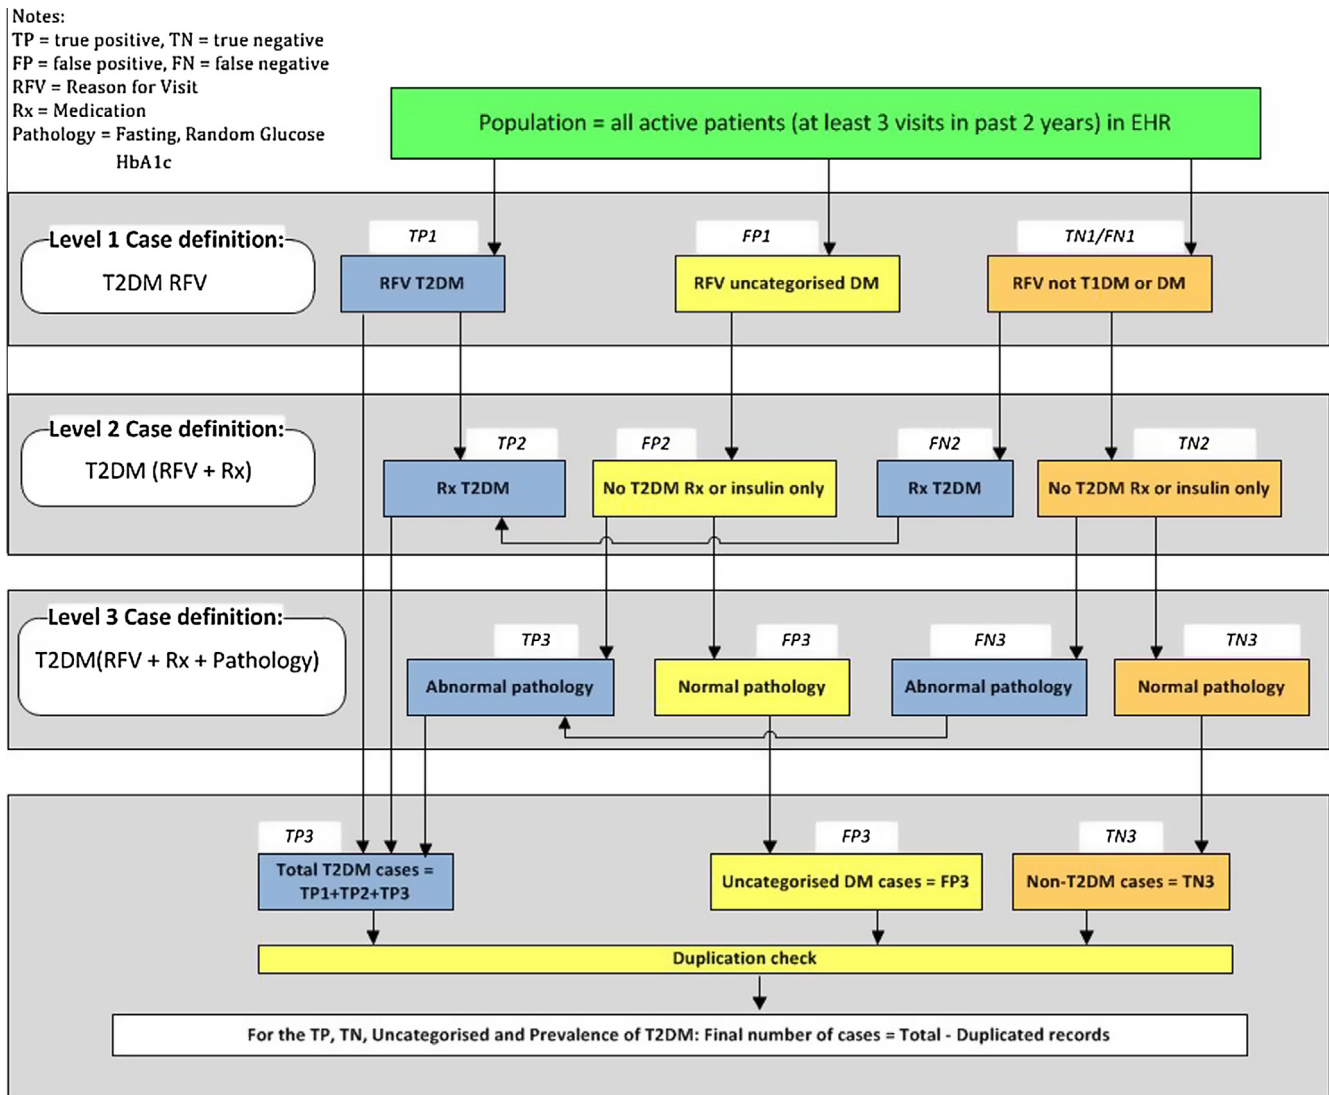 Notes:
TP = true positive, TN = true negative
FP = false positive, FN = false negative
RFV = Reason for Visit
Rx = Medication
Pathology = Fasting, Random Glucose
HbA1c
Population = all active patients (at least 3 visits in past 2 years) in EHR
Level 1 Case definition:
T2DM RFV
TP1
FP1
TN1/FN1
RFV T2DM
RFV uncategorised DM
RFV not T1DM or DM
Level 2 Case definition:
T2DM (RFV + Rx)
TP2
FP2
FN2
TN2
Rx T2DM
No T2DM Rx or insulin only
Rx T2DM
No T2DM Rx or insulin only
Level 3 Case definition:
T2DM(RFV + Rx + Pathology)
TP3
FP3
FN3
TN3
Abnormal pathology
Normal pathology
Abnormal pathology
Normal pathology
TP3
FP3
TN3
Total T2DM cases =
TP1+TP2+TP3
Uncategorised DM cases = FP3
Non-T2DM cases = TN3
Duplication check
For the TP, TN, Uncategorised and Prevalence of T2DM: Final number of cases = Total - Duplicated records